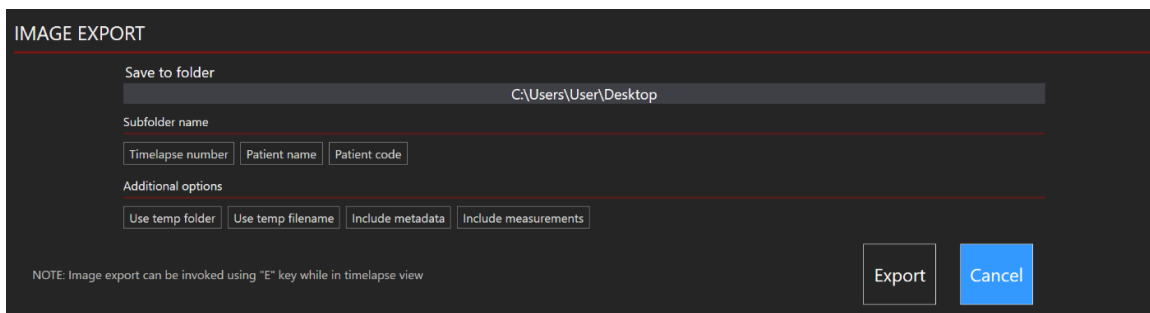 IMAGE EXPORT
Save to folder
C:\Users\User\Desktop
Subfolder name
Timelapse number Patient name Patient code
Additional options
Use temp folder Use temp filename Include metadata Include measurements
NOTE: Image export can be invoked using "E" key while in timelapse view
Export Cancel